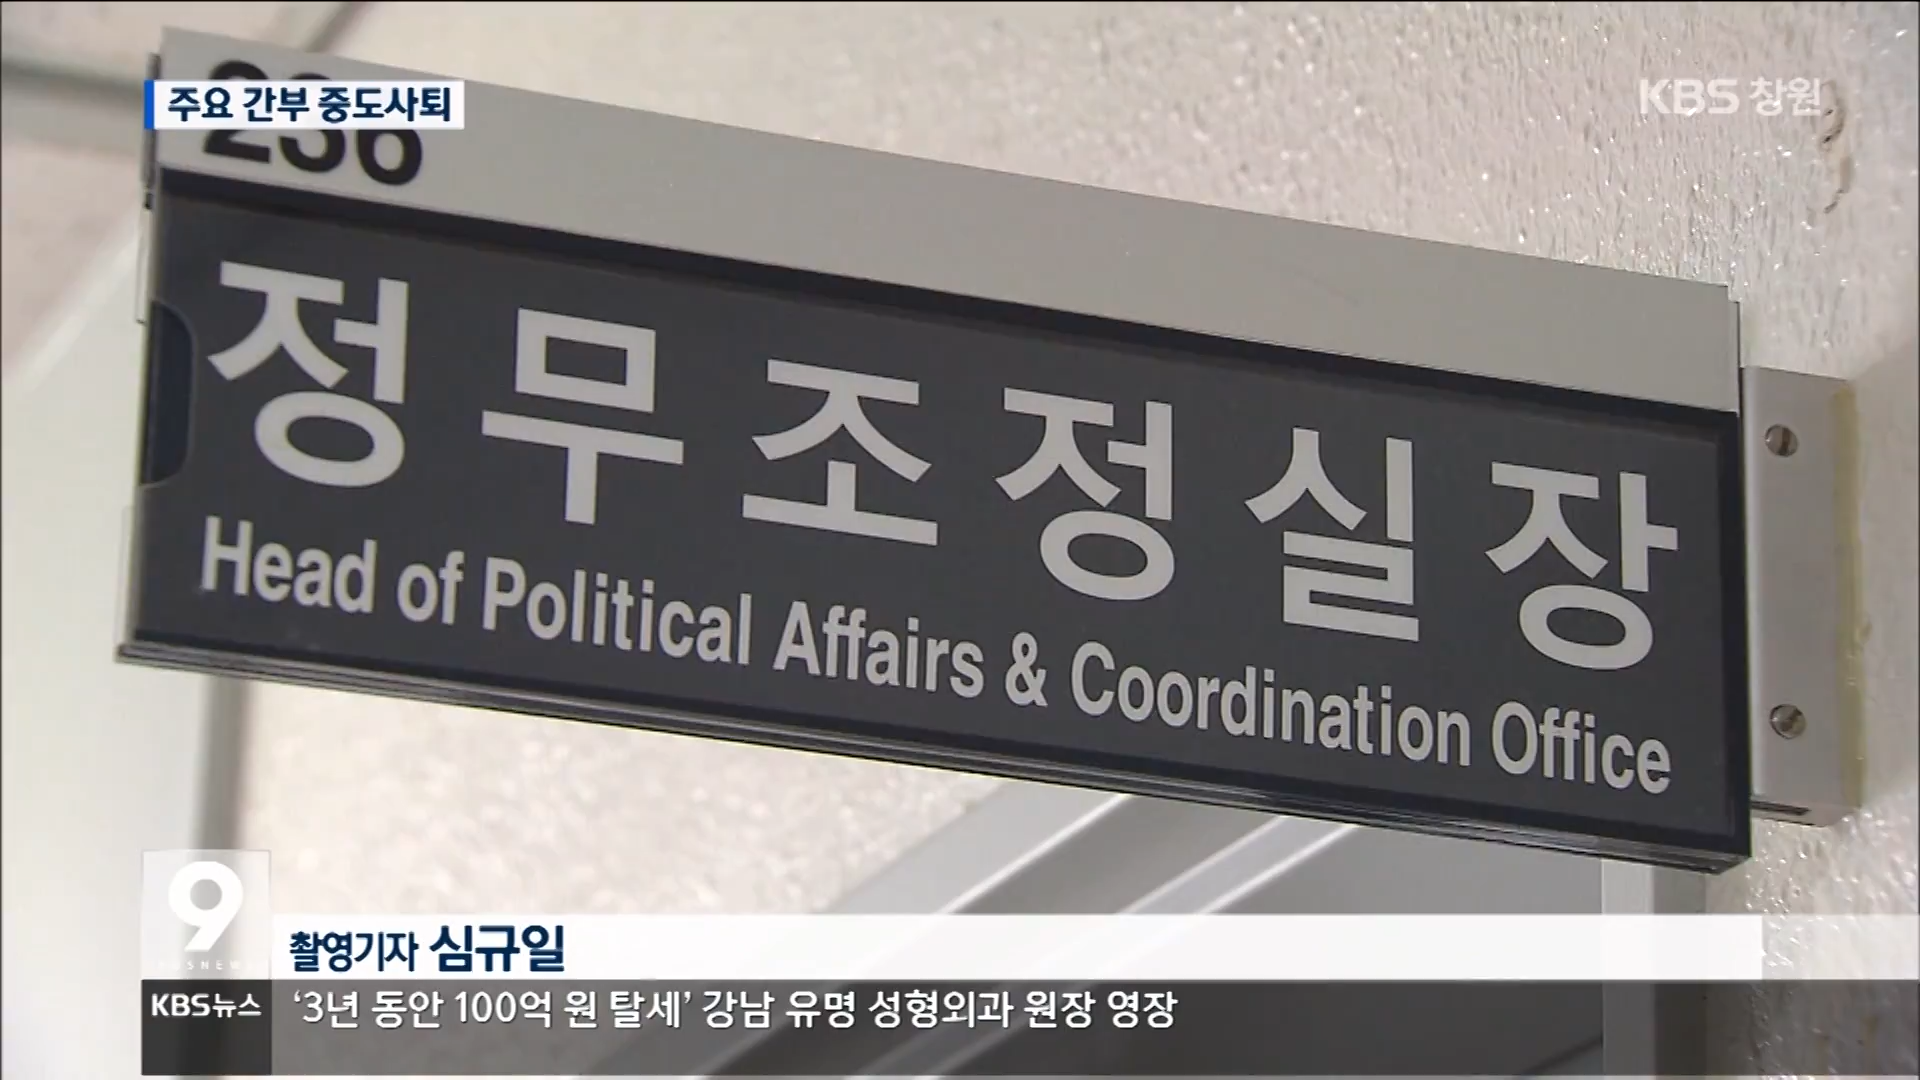 주요 간부 중도사퇴
KBS 창원
236
정무조정실장
Head of Political Affairs & Coordination Office
9
KBS NEWS
촬영기자 심규일
KBS뉴스
‘3년 동안 100억 원 탈세’ 강남 유명 성형외과 원장 영장